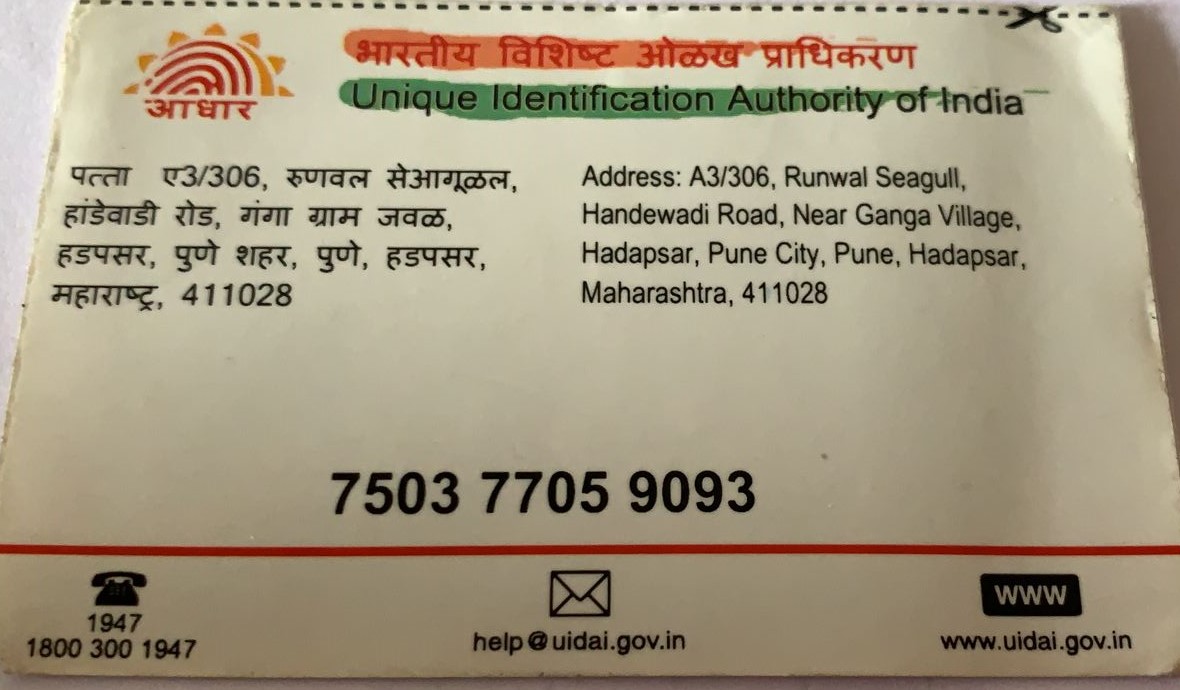 आधार
भारतीय विशिष्ट ओळख प्राधिकरण
Unique Identification Authority of India
पत्ता ए3/306, रुणवल सेआगूळल,
हांडेवाडी रोड, गंगा ग्राम जवळ,
हडपसर, पुणे शहर, पुणे, हडपसर,
महाराष्ट्र, 411028
Address: A3/306, Runwal Seagull,
Handewadi Road, Near Ganga Village,
Hadapsar, Pune City, Pune, Hadapsar,
Maharashtra, 411028
7503 7705 9093
1947
1800 300 1947
help@uidai.gov.in
www
www.uidai.gov.in